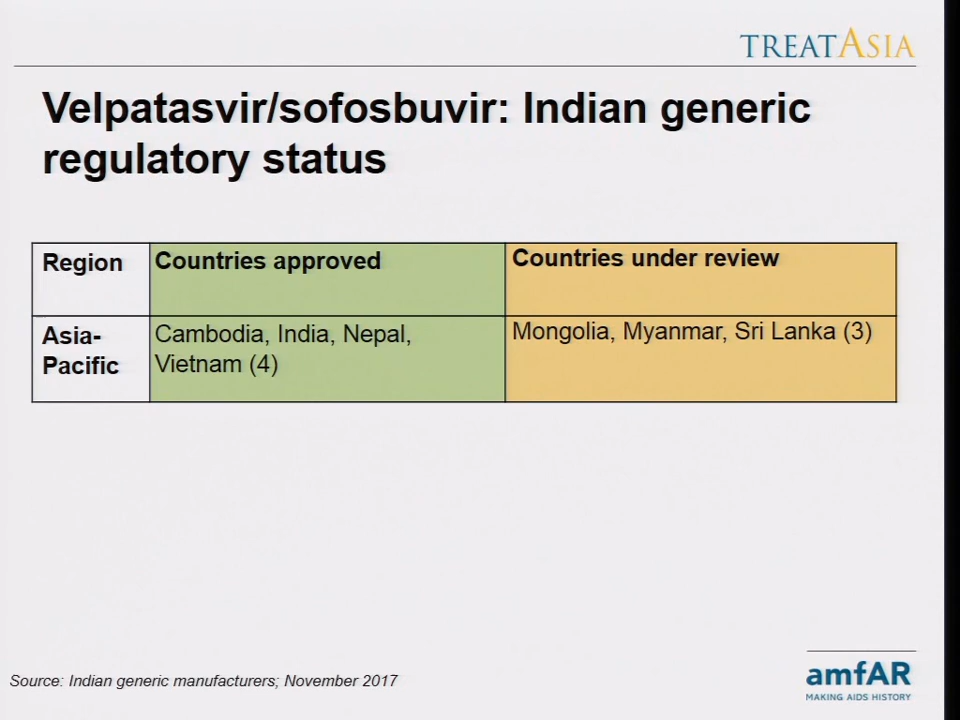 TREATASIA
Velpatasvir/sofosbuvir: Indian generic
regulatory status
Region
Countries approved
Countries under review
Asia-
Pacific
Cambodia, India, Nepal,
Vietnam (4)
Mongolia, Myanmar, Sri Lanka (3)
Source: Indian generic manufacturers; November 2017
amfAR
MAKING AIDS HISTORY